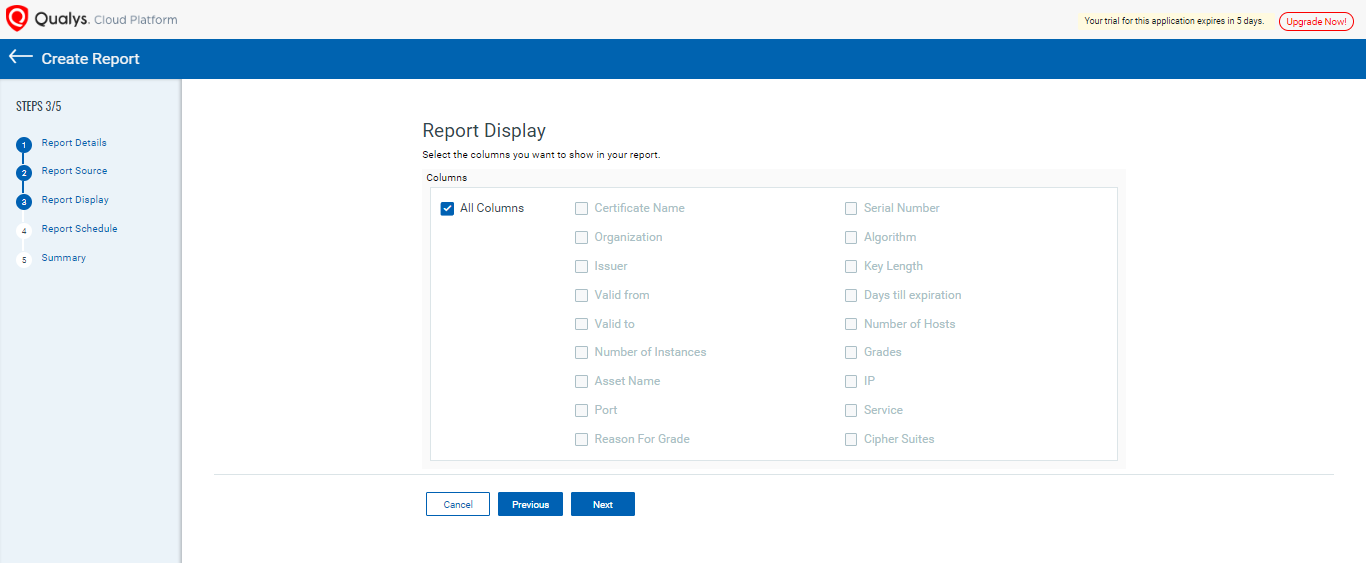 Qualys. Cloud Platform
Your trial for this application expires in 5 days.
Upgrade Now!
Create Report
STEPS 3/5
1 Report Details
2 Report Source
3 Report Display
4 Report Schedule
5 Summary
Report Display
Select the columns you want to show in your report.
Columns
All Columns Certificate Name Serial Number
Organization Algorithm
Issuer Key Length
Valid from Days till expiration
Valid to Number of Hosts
Number of Instances Grades
Asset Name IP
Port Service
Reason For Grade Cipher Suites
Cancel Previous Next